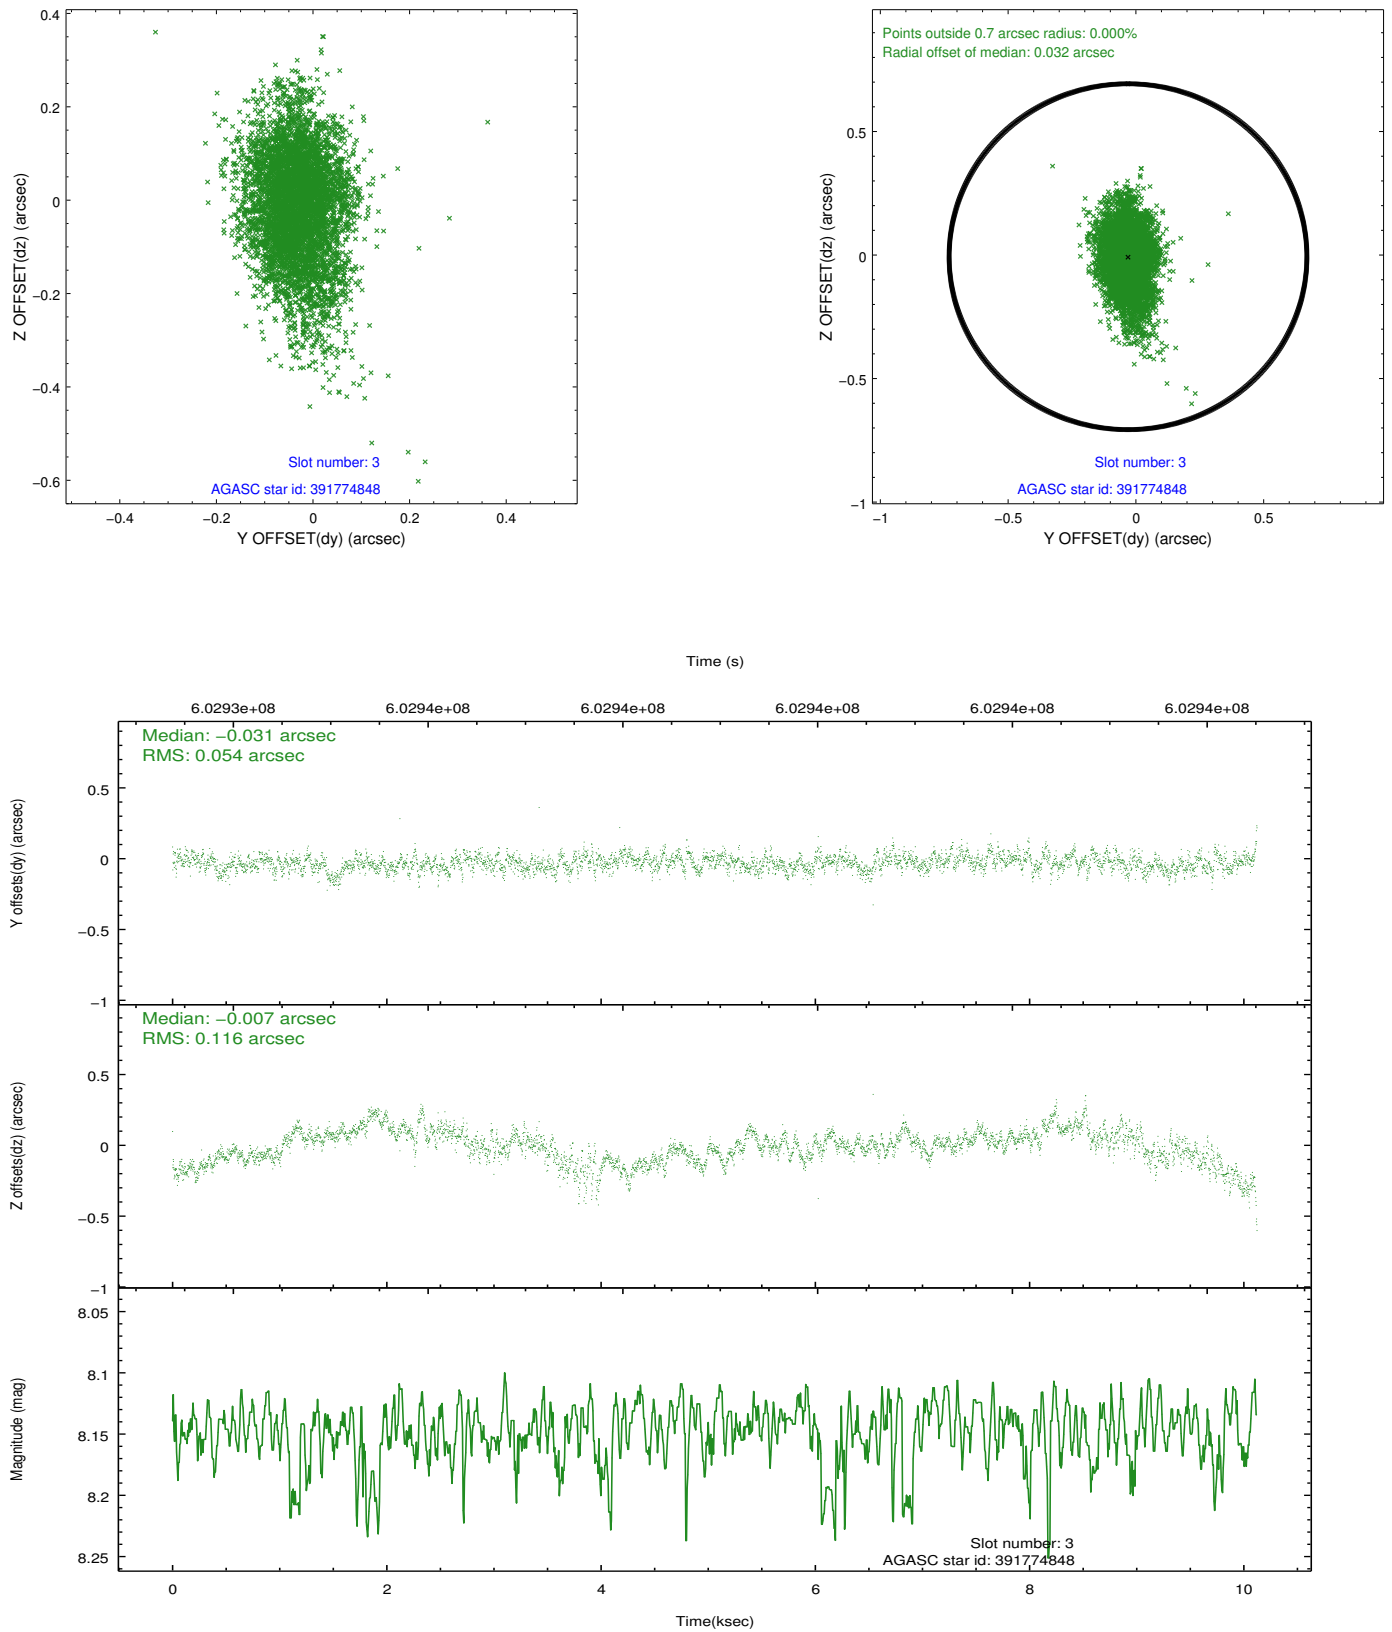 0.4
0.2
0
−0.2
−0.4
−0.6
Z OFFSET(dz) (arcsec)
Slot number: 3
AGASC star id: 391774848
−0.4
−0.2
0
0.2
0.4
Y OFFSET(dy) (arcsec)
Points outside 0.7 arcsec radius: 0.000%
Radial offset of median: 0.032 arcsec
0.5
0
−0.5
−1
Z OFFSET(dz) (arcsec)
Slot number: 3
AGASC star id: 391774848
−1
−0.5
0
0.5
Y OFFSET(dy) (arcsec)
Time (s)
6.0293e+08
6.0294e+08
6.0294e+08
6.0294e+08
6.0294e+08
6.0294e+08
Median: −0.031 arcsec
RMS: 0.054 arcsec
0.5
0
−0.5
−1
Y offsets(dy) (arcsec)
Median: −0.007 arcsec
RMS: 0.116 arcsec
0.5
0
−0.5
−1
Z offsets(dz) (arcsec)
8.05
8.1
8.15
8.2
8.25
Magnitude (mag)
Slot number: 3
AGASC star id: 391774848
0
2
4
6
8
10
Time(ksec)